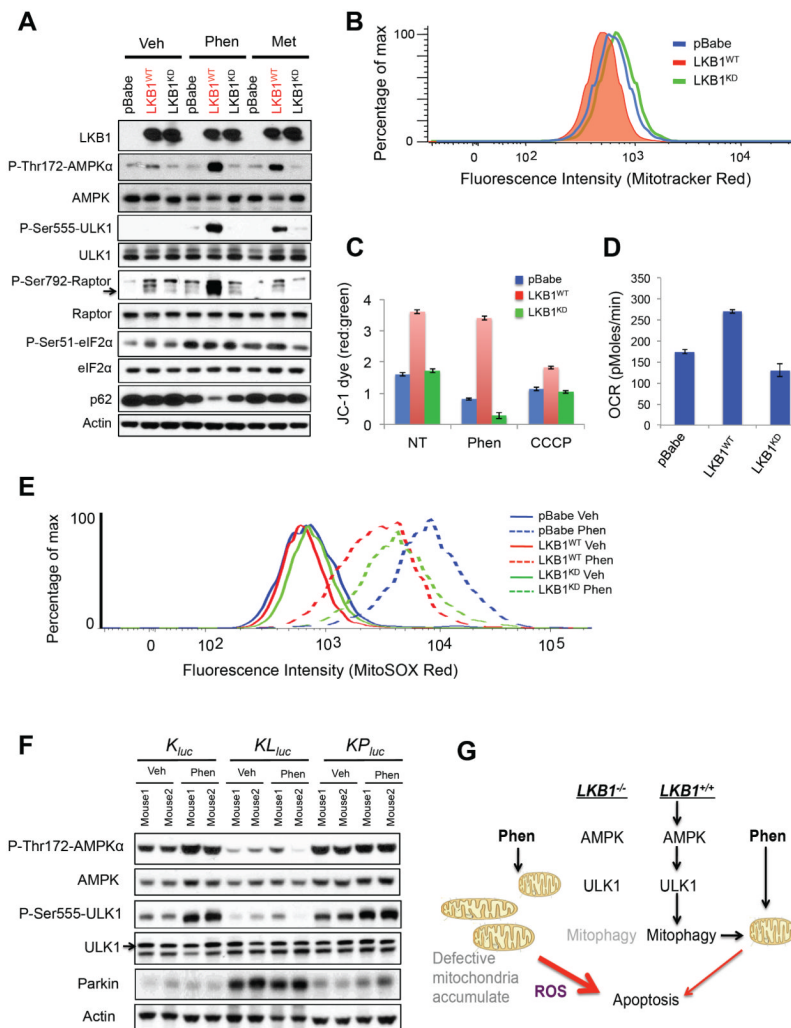 A
Veh Phen Met
pBabe LKB1WT LKB1KD pBabe LKB1WT LKB1KD pBabe LKB1WT LKB1KD
LKB1
P-Thr172-AMPKα
AMPK
P-Ser555-ULK1
ULK1
P-Ser792-Raptor
Raptor
P-Ser51-eIF2α
eIF2α
p62
Actin
B
Percentage of max
pBabe
LKB1WT
LKB1KD
0 10² 10³ 10⁴
Fluorescence Intensity (Mitotracker Red)
C
JC-1 dye (red:green)
pBabe
LKB1WT
LKB1KD
4
3
2
1
0
NT Phen CCCP
D
OCR (pMoles/min)
350
300
250
200
150
100
50
0
pBabe LKB1WT LKB1KD
E
Percentage of max
100
0
pBabe Veh
pBabe Phen
LKB1WT Veh
LKB1WT Phen
LKB1KD Veh
LKB1KD Phen
0 10² 10³ 10⁴ 10⁵
Fluorescence Intensity (MitoSOX Red)
F
Kluc KLluc KPluc
Veh Phen Veh Phen Veh Phen
Mouse1 Mouse2 Mouse1 Mouse2 Mouse1 Mouse2 Mouse1 Mouse2 Mouse1 Mouse2 Mouse1 Mouse2
P-Thr172-AMPKα
AMPK
P-Ser555-ULK1
ULK1
Parkin
Actin
G
LKB1-/- LKB1+/+
Phen AMPK AMPK Phen
ULK1 ULK1
Mitophagy Mitophagy
Defective
mitochondria
accumulate
ROS
Apoptosis